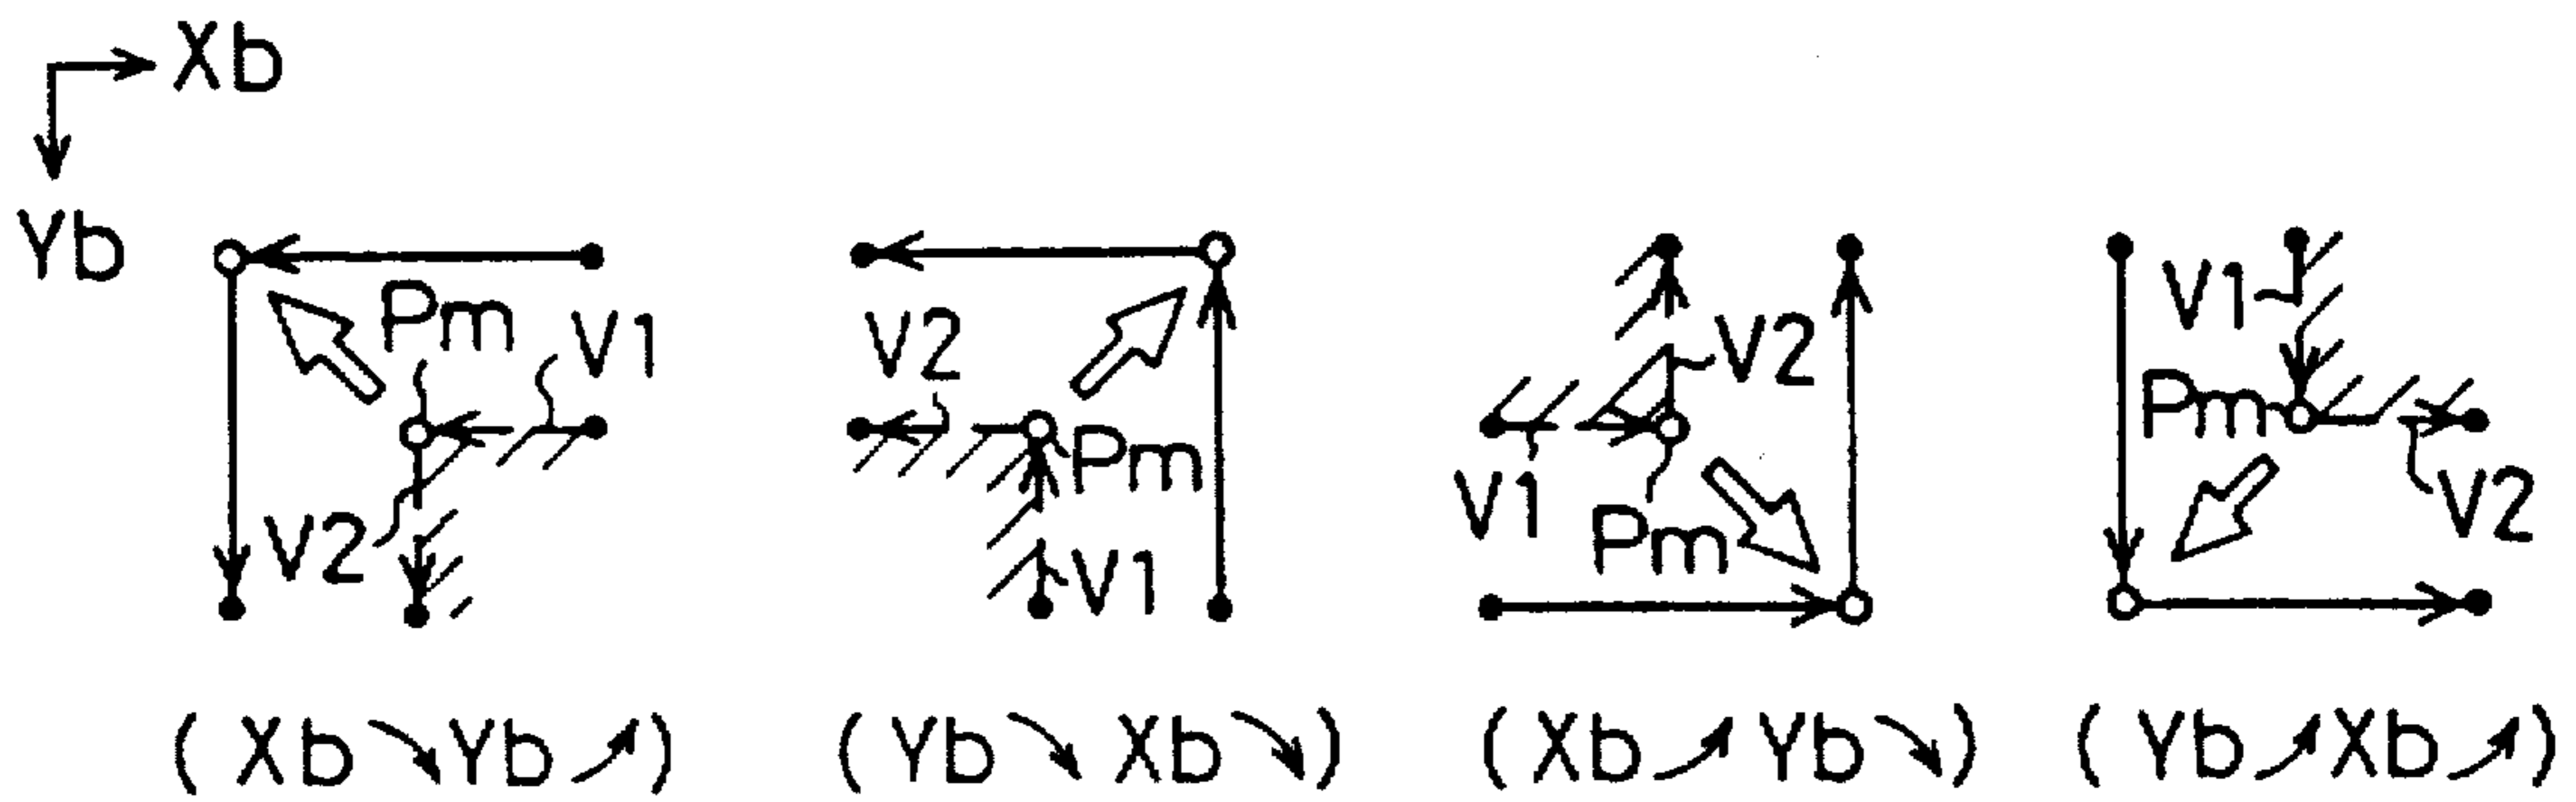 Xb
Yb
Pm V1
V2
V2
Pm
V1
V2
V1
Pm
V1
Pm
V2
(Xb↘Yb↗) (Yb↘Xb↘) (Xb↗Yb↘) (Yb↗Xb↗)